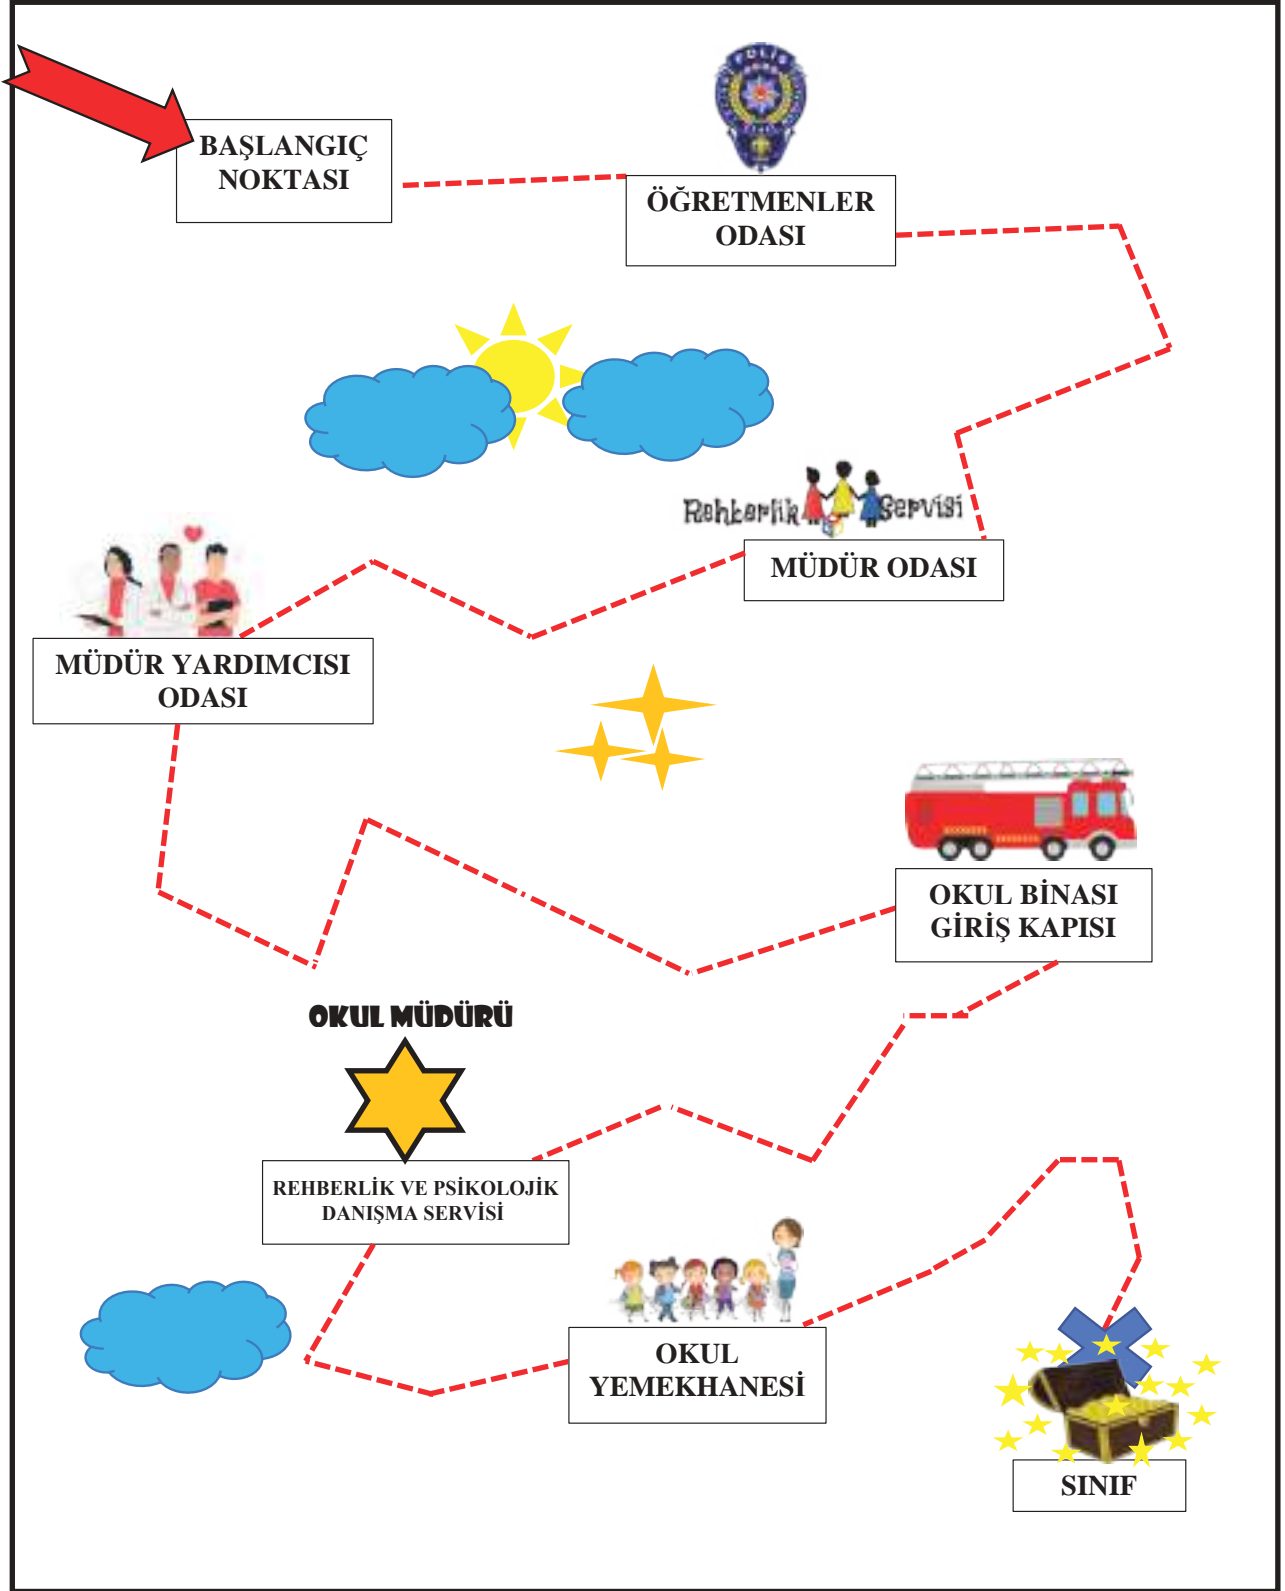 POLİS
BAŞLANGIÇ
NOKTASI
ÖĞRETMENLER
ODASI
Rehberlik Servisi
MÜDÜR ODASI
MÜDÜR YARDIMCISI
ODASI
OKUL BİNASI
GİRİŞ KAPISI
OKUL MÜDÜRÜ
REHBERLİK VE PSİKOLOJİK
DANIŞMA SERVİSİ
OKUL
YEMEKHANESİ
SINIF